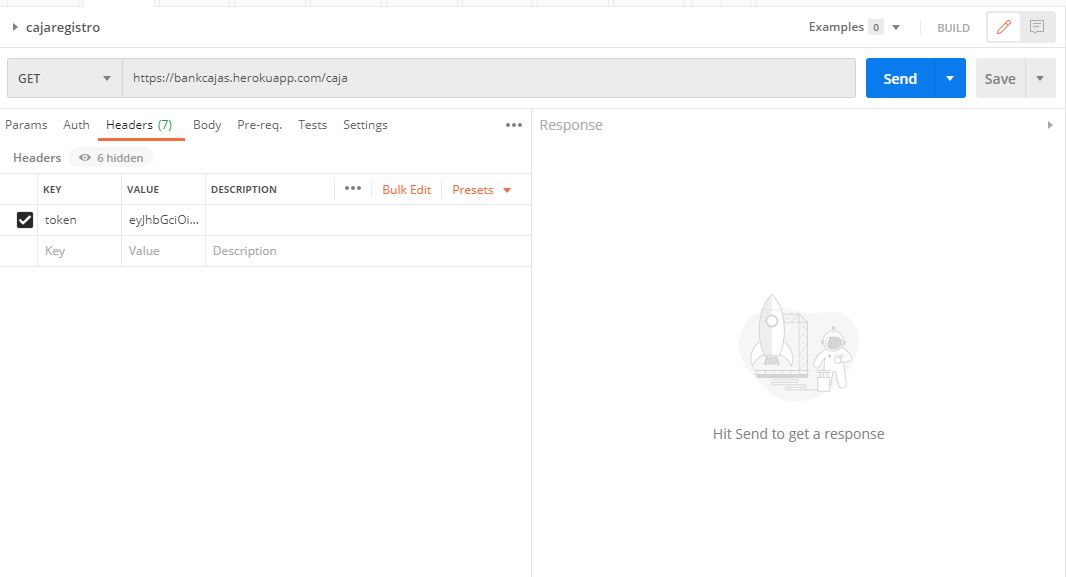 cajaregistro
Examples 0
BUILD
GET
https://bankcajas.herokuapp.com/caja
Send
Save
Params Auth Headers (7) Body Pre-req. Tests Settings
Response
Headers 6 hidden
KEY VALUE DESCRIPTION Bulk Edit Presets
token eyJhbGciOi...
Key Value Description
Hit Send to get a response